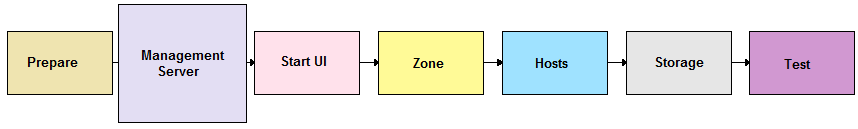 Prepare
Management
Server
Start UI
Zone
Hosts
Storage
Test